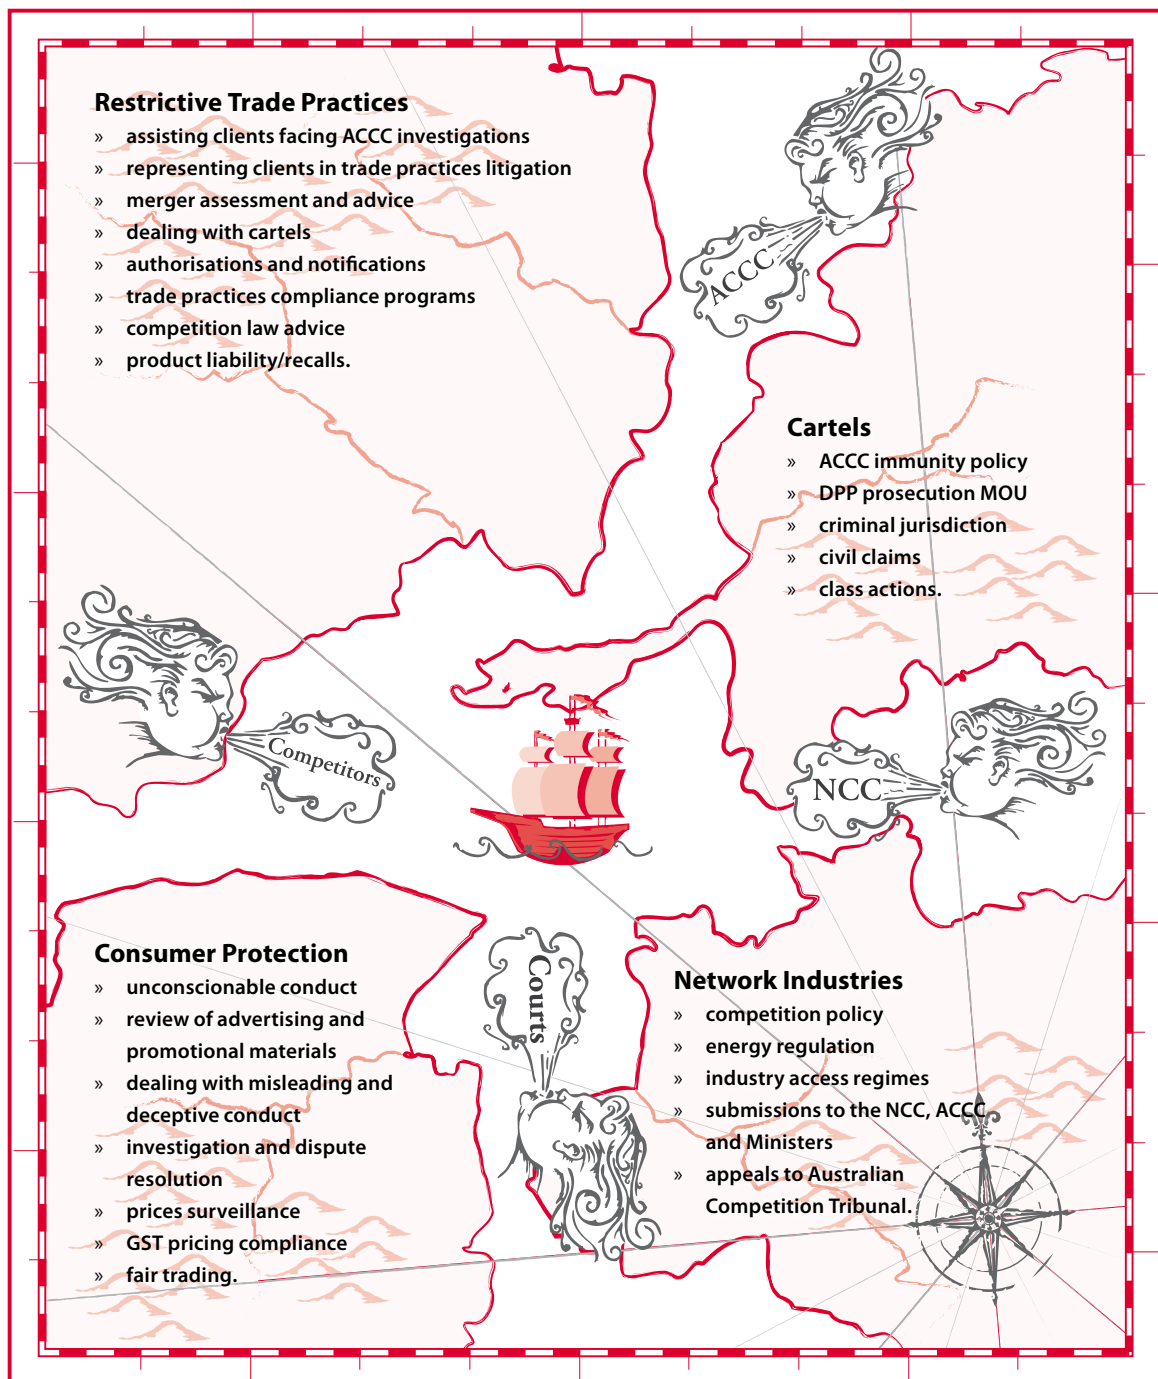 Restrictive Trade Practices
» assisting clients facing ACCC investigations
» representing clients in trade practices litigation
» merger assessment and advice
» dealing with cartels
» authorisations and notifications
» trade practices compliance programs
» competition law advice
» product liability/recalls.
ACCC
Cartels
» ACCC immunity policy
» DPP prosecution MOU
» criminal jurisdiction
» civil claims
» class actions.
Competitors
NCC
Consumer Protection
» unconscionable conduct
» review of advertising and
promotional materials
» dealing with misleading and
deceptive conduct
» investigation and dispute
resolution
» prices surveillance
» GST pricing compliance
» fair trading.
Courts
Network Industries
» competition policy
» energy regulation
» industry access regimes
» submissions to the NCC, ACCC
and Ministers
» appeals to Australian
Competition Tribunal.